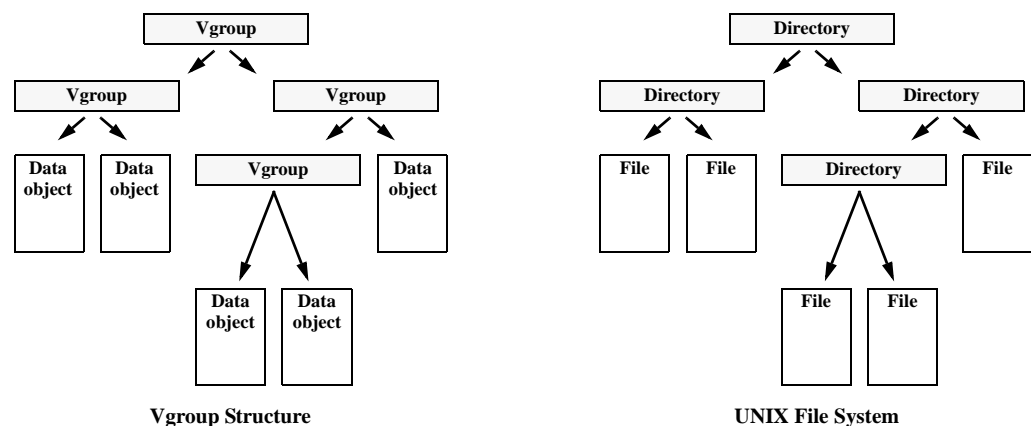 Vgroup
Vgroup
Vgroup
Data
object
Data
object
Vgroup
Data
object
Data
object
Data
object
Vgroup Structure
Directory
Directory
Directory
File
File
Directory
File
File
File
UNIX File System